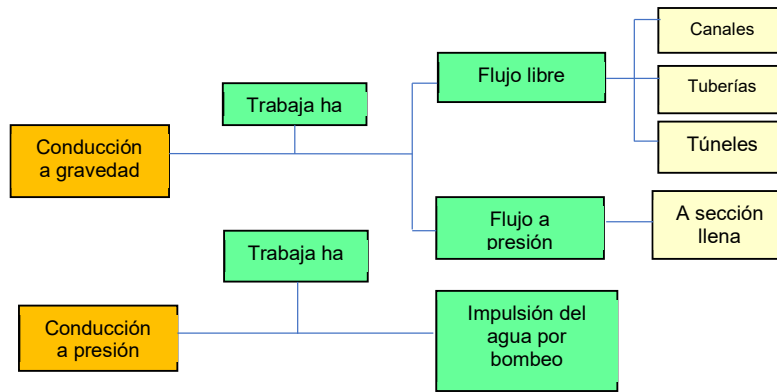 Canales
Flujo libre
Tuberías
Trabaja ha
Túneles
Conducción
a gravedad
Flujo a
presión
A sección
llena
Trabaja ha
Conducción
a presión
Impulsión del
agua por
bombeo